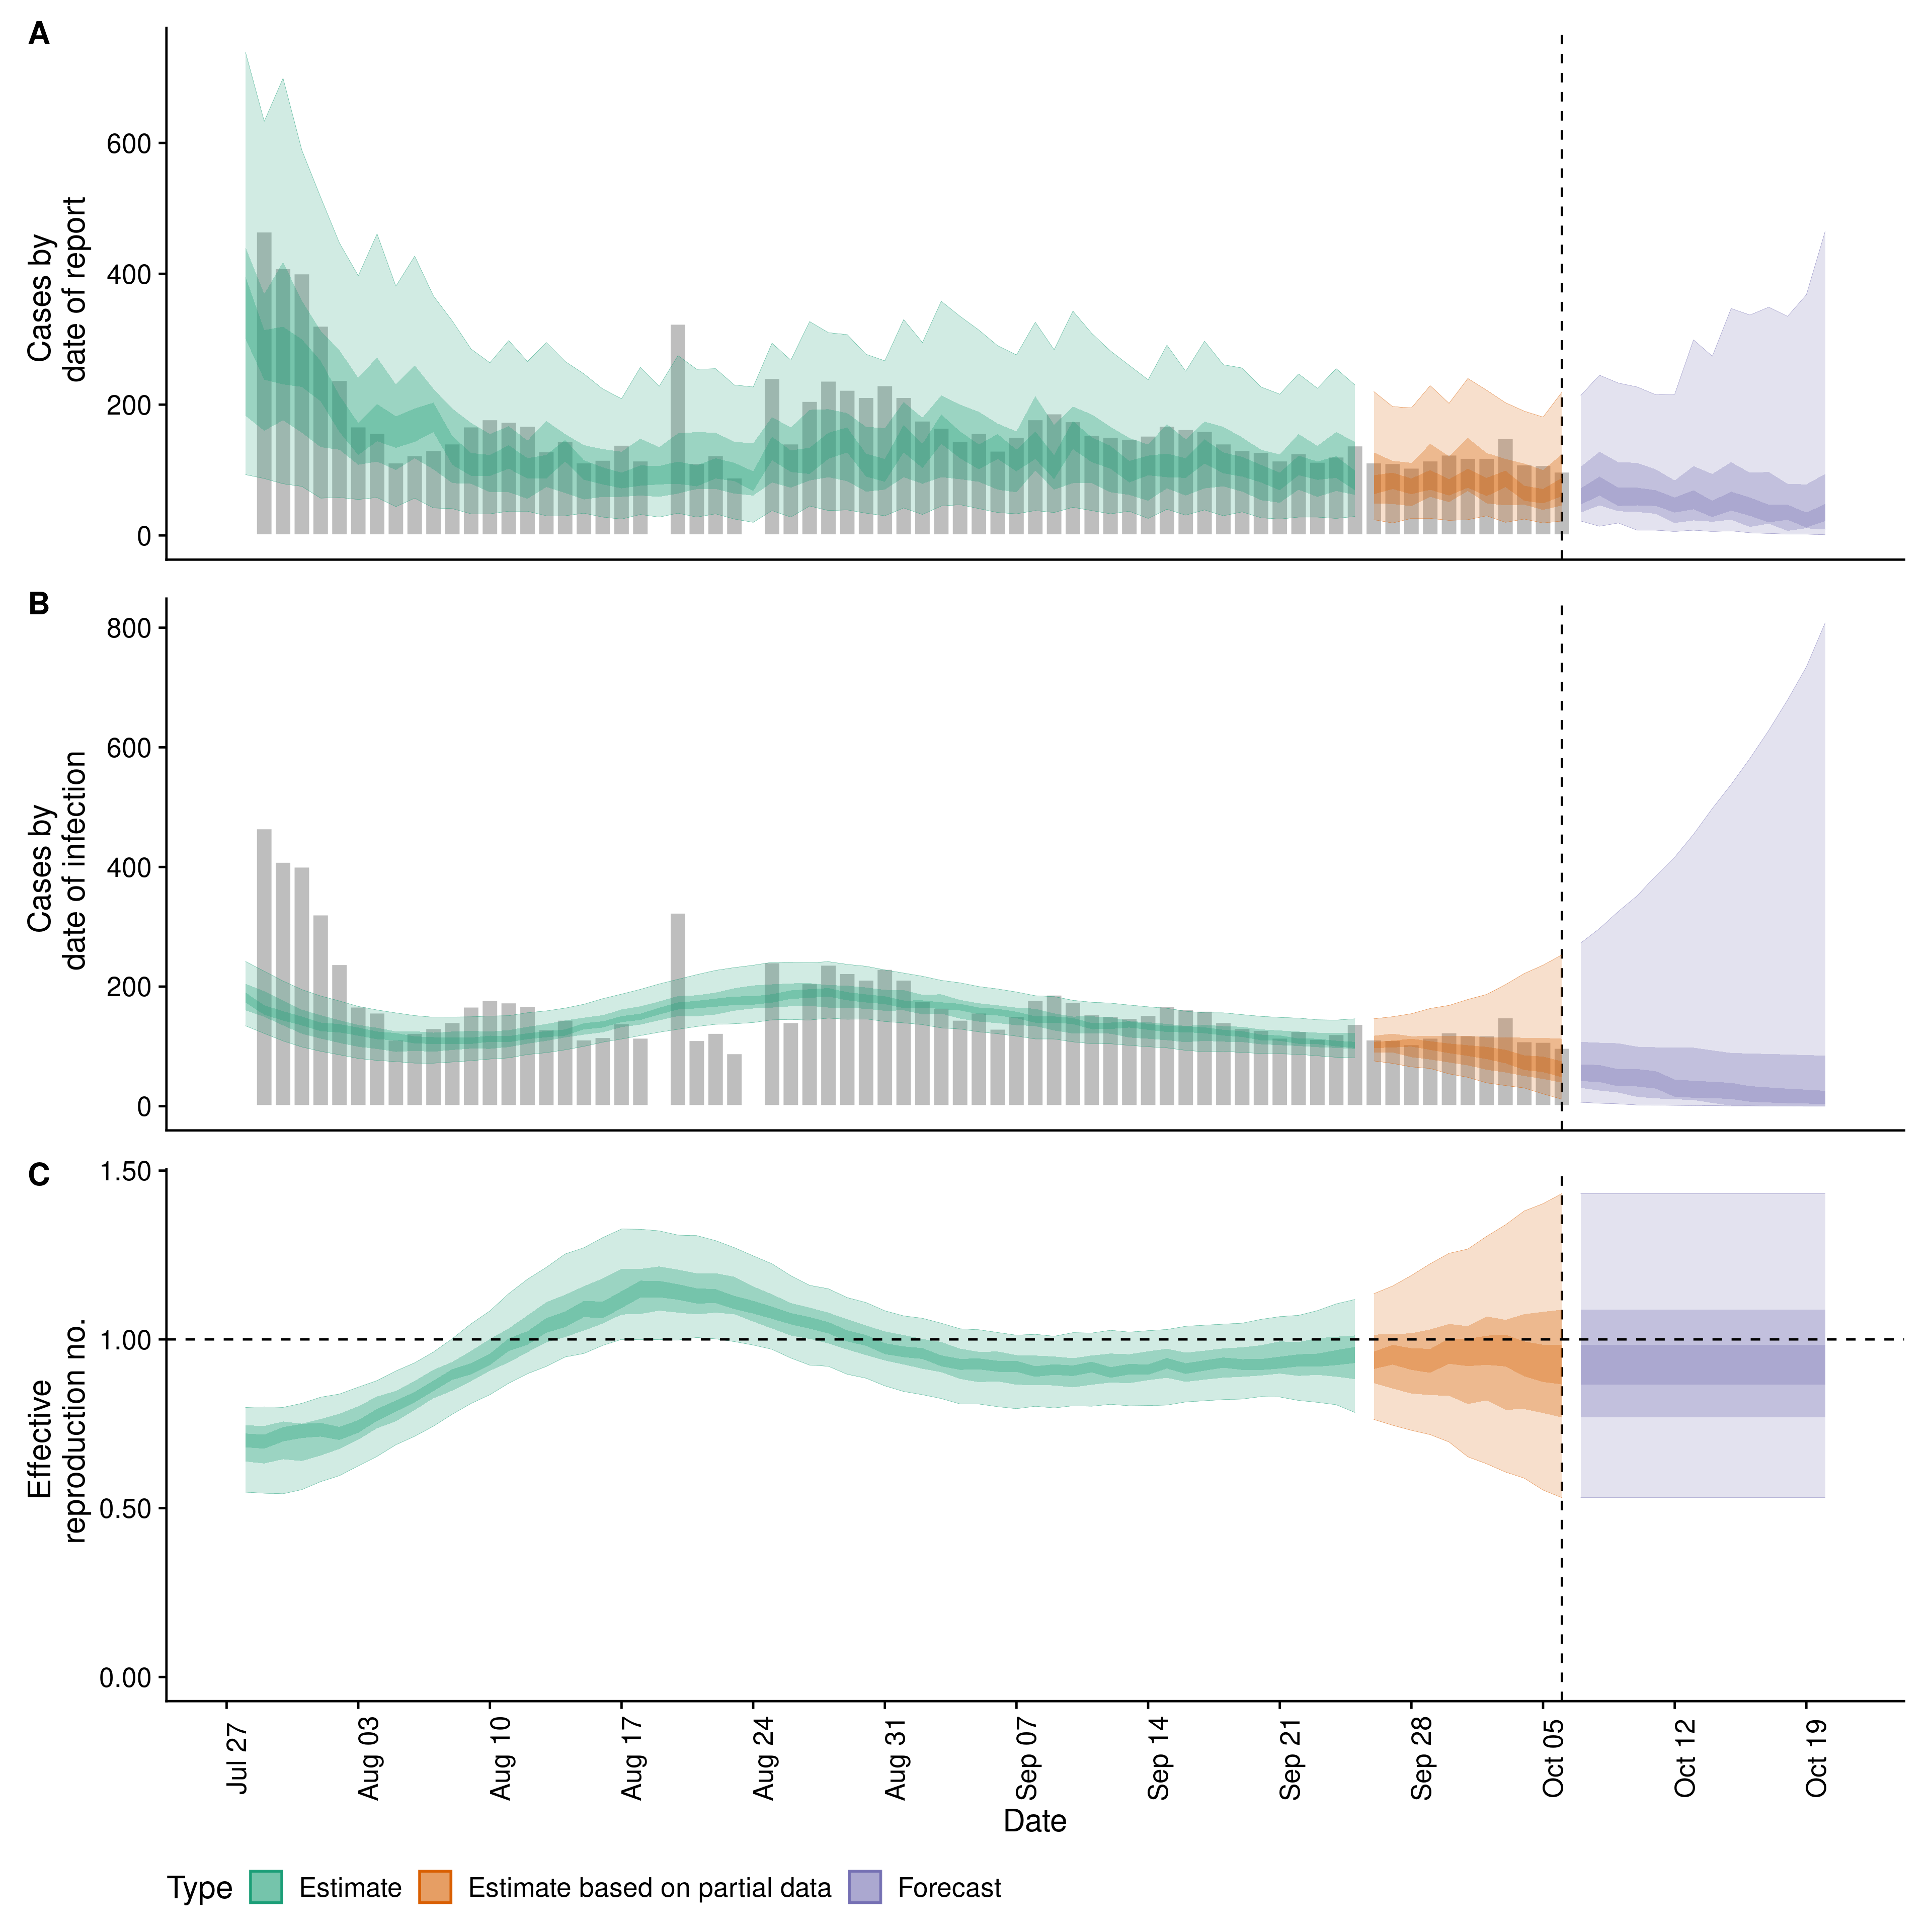 A
Cases by
date of report
600
400
200
0
B
Cases by
date of infection
800
600
400
200
0
C
Effective
reproduction no.
1.50
1.00
0.50
0.00
Jul 27
Aug 03
Aug 10
Aug 17
Aug 24
Aug 31
Sep 07
Sep 14
Sep 21
Sep 28
Oct 05
Oct 12
Oct 19
Date
Type Estimate Estimate based on partial data Forecast